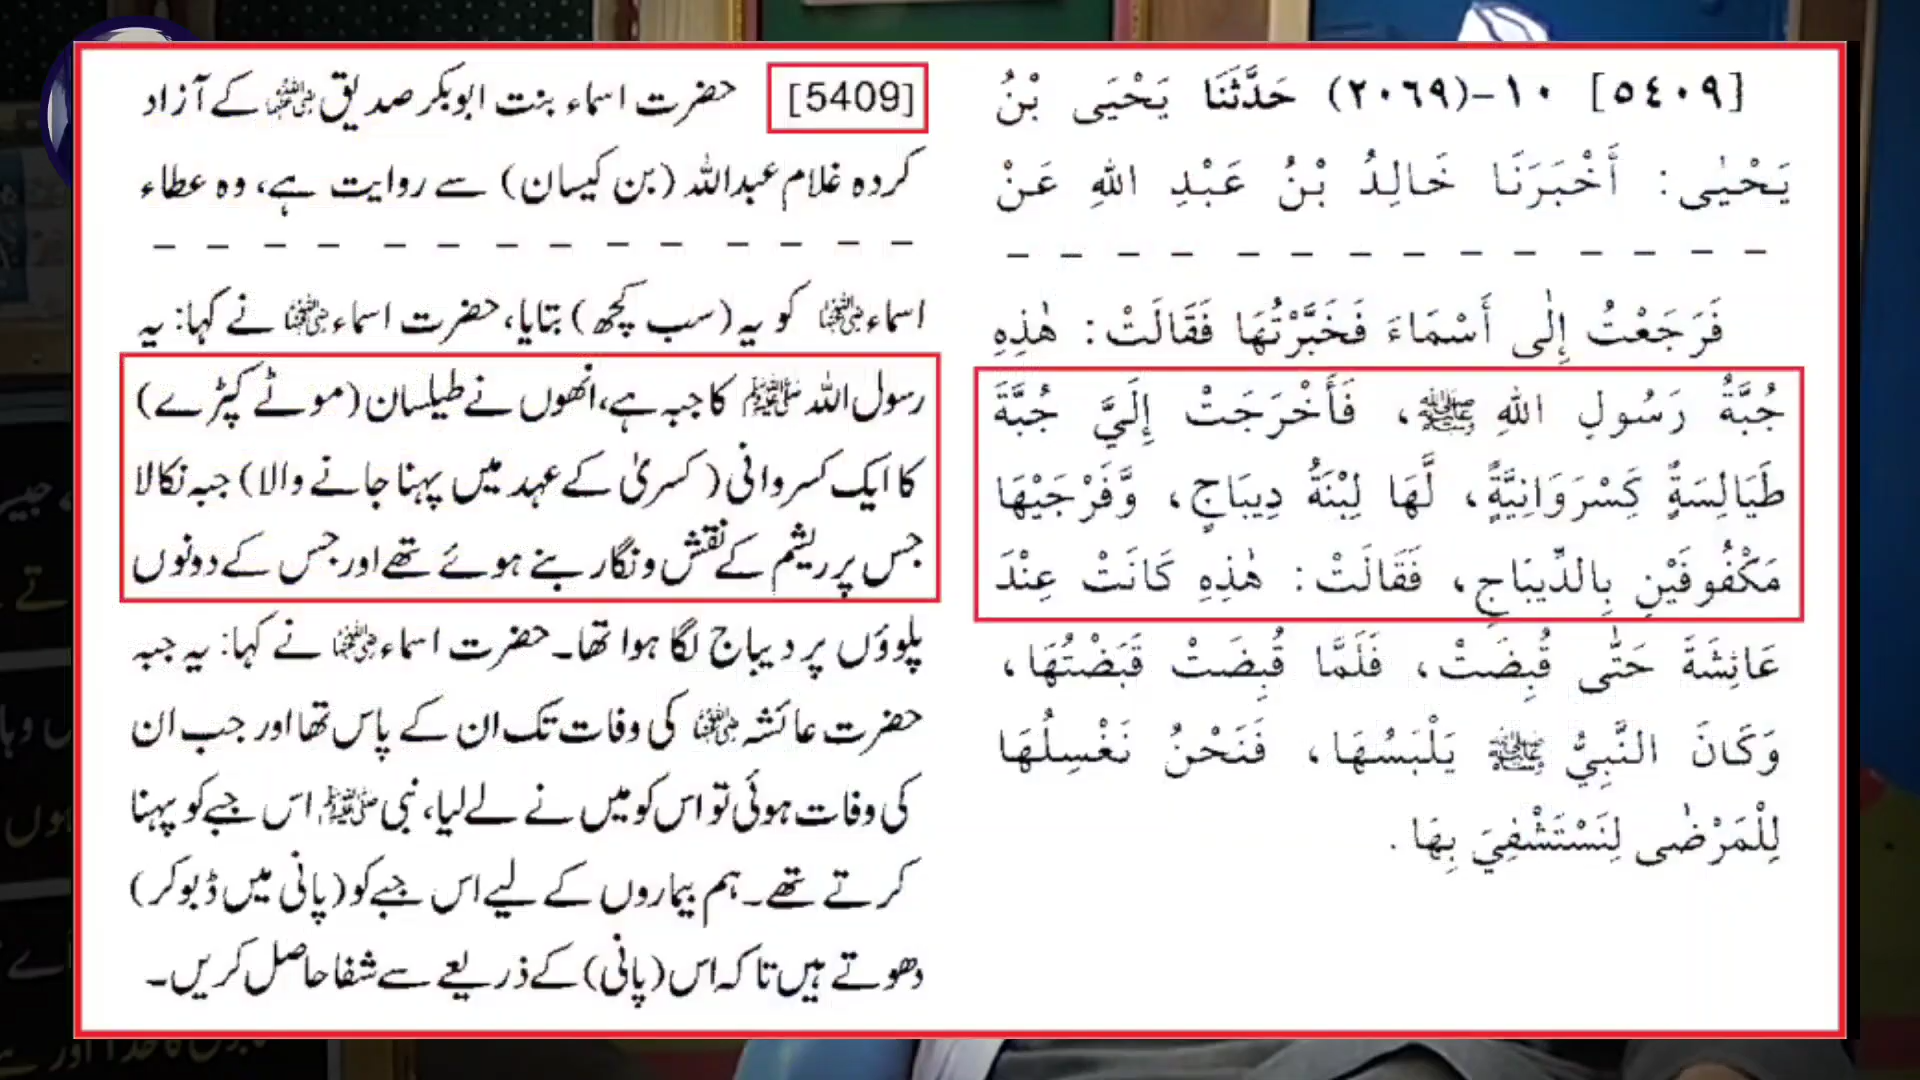 [٥٤٠٩] ١٠-(٢٠٦٩) حَدَّثَنَا يَحْيَى بْنُ
يَحْيٰى: أَخْبَرَنَا خَالِدُ بْنُ عَبْدِ اللهِ عَنْ
فَرَجَعْتُ إِلٰى أَسْمَاءَ فَخَبَّرْتُهَا فَقَالَتْ: هٰذِهِ
جُبَّةُ رَسُولِ اللهِ ﷺ، فَأَخْرَجَتْ إِلَيَّ جُبَّةَ
طَيَالِسَةٍ كَسْرَوَانِيَّةٍ، لَّهَا لِبْنَةُ دِيبَاجٍ، وَّفَرْجَيْهَا
مَكْفُوفَيْنِ بِالدِّيبَاجِ، فَقَالَتْ: هٰذِهِ كَانَتْ عِنْدَ
عَائِشَةَ حَتّٰى قُبِضَتْ، فَلَمَّا قُبِضَتْ قَبَضْتُهَا،
وَكَانَ النَّبِيُّ ﷺ يَلْبَسُهَا، فَنَحْنُ نَغْسِلُهَا
لِلْمَرْضٰى لِنَسْتَشْفِيَ بِهَا.
[5409] حضرت اسماء بنت ابوبکر صدیق رضی اللہ عنہا کے آزاد
کردہ غلام عبداللہ (بن کیسان) سے روایت ہے، وہ عطاء
اسماء رضی اللہ عنہا کو یہ (سب کچھ) بتایا، حضرت اسماء رضی اللہ عنہا نے کہا: یہ
رسول اللہ ﷺ کا جبہ ہے، انھوں نے طیلسان (موٹے کپڑے)
کا ایک کسروانی (کسریٰ کے عہد میں پہنا جانے والا) جبہ نکالا
جس پر ریشم کے نقش و نگار بنے ہوئے تھے اور جس کے دونوں
پلوؤں پر دیباج لگا ہوا تھا۔ حضرت اسماء رضی اللہ عنہا نے کہا: یہ جبہ
حضرت عائشہ رضی اللہ عنہا کی وفات تک ان کے پاس تھا اور جب ان
کی وفات ہوئی تو اس کو میں نے لے لیا، نبی ﷺ اس جبے کو پہنا
کرتے تھے۔ ہم بیماروں کے لیے اس جبے کو (پانی میں ڈبو کر)
دھوتے ہیں تاکہ اس (پانی) کے ذریعے سے شفا حاصل کریں۔